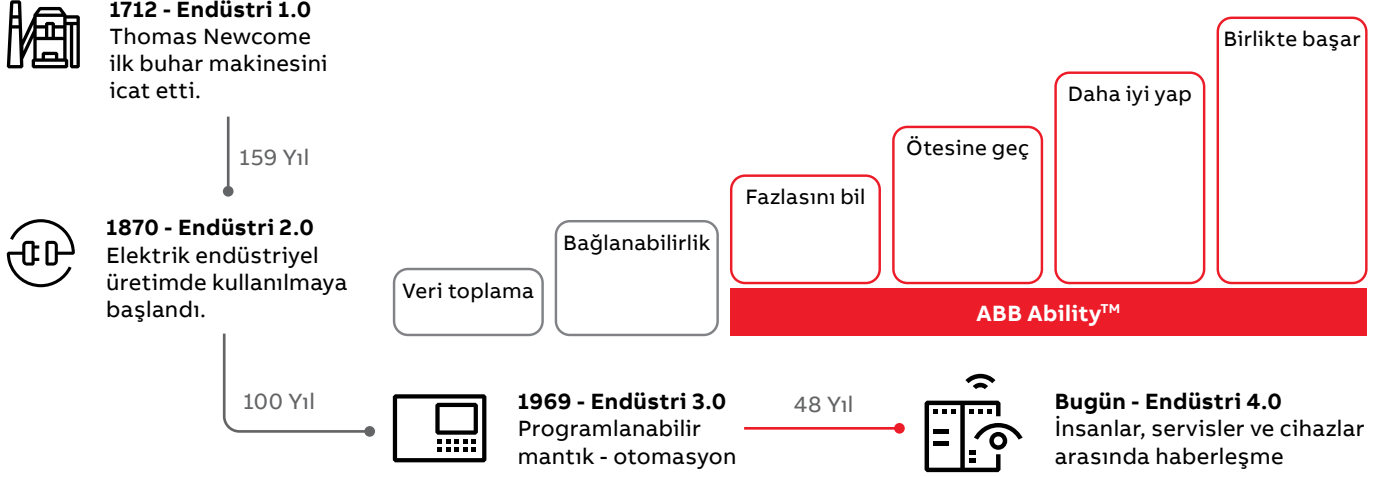 1712 - Endüstri 1.0
Thomas Newcome
ilk buhar makinesini
icat etti.
159 Yıl
1870 - Endüstri 2.0
Elektrik endüstriyel
üretimde kullanılmaya
başlandı.
100 Yıl
Veri toplama
Bağlanabilirlik
Fazlasını bil
Ötesine geç
Daha iyi yap
Birlikte başar
ABB Ability™
1969 - Endüstri 3.0
Programlanabilir
mantık - otomasyon
48 Yıl
Bugün - Endüstri 4.0
İnsanlar, servisler ve cihazlar
arasında haberleşme